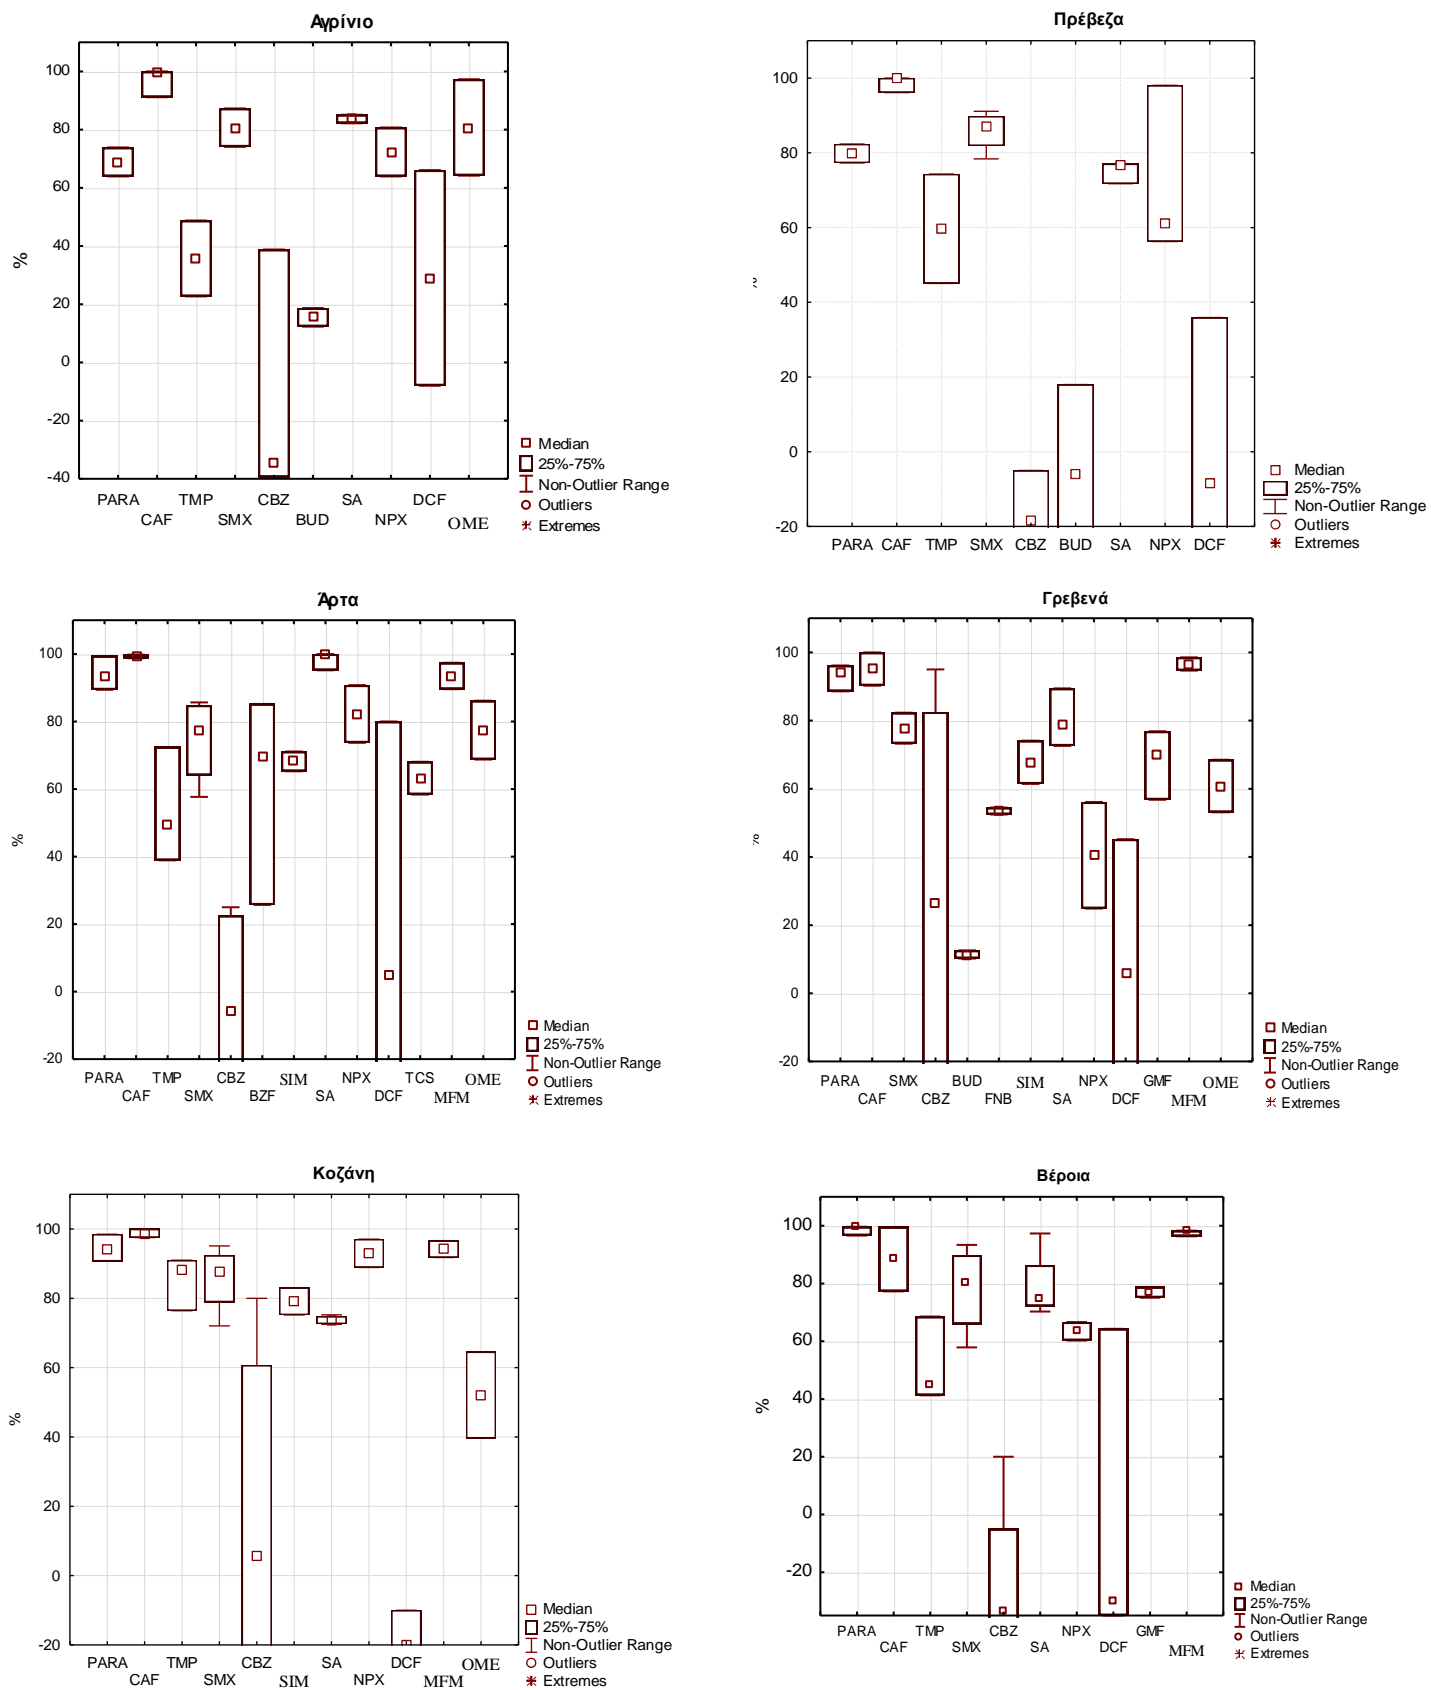 Αγρίνιο
100
80
60
40
20
0
-20
-40
%
PARA TMP CBZ SA DCF
CAF SMX BUD NPX OME
Median
25%-75%
Non-Outlier Range
Outliers
Extremes
Πρέβεζα
100
80
60
40
20
0
-20
%
PARA CAF TMP SMX CBZ BUD SA NPX DCF
Median
25%-75%
Non-Outlier Range
Outliers
Extremes
Άρτα
100
80
60
40
20
0
-20
%
PARA TMP CBZ SIM NPX TCS OME
CAF SMX BZF SA DCF MFM
Median
25%-75%
Non-Outlier Range
Outliers
Extremes
Γρεβενά
100
80
60
40
20
0
-20
%
PARA SMX BUD SIM NPX GMF OME
CAF CBZ FNB SA DCF MFM
Median
25%-75%
Non-Outlier Range
Outliers
Extremes
Κοζάνη
100
80
60
40
20
0
-20
%
PARA TMP CBZ SA DCF OME
CAF SMX SIM NPX MFM
Median
25%-75%
Non-Outlier Range
Outliers
Extremes
Βέροια
100
80
60
40
20
0
-20
%
PARA TMP CBZ NPX GMF
CAF SMX SA DCF MFM
Median
25%-75%
Non-Outlier Range
Outliers
Extremes